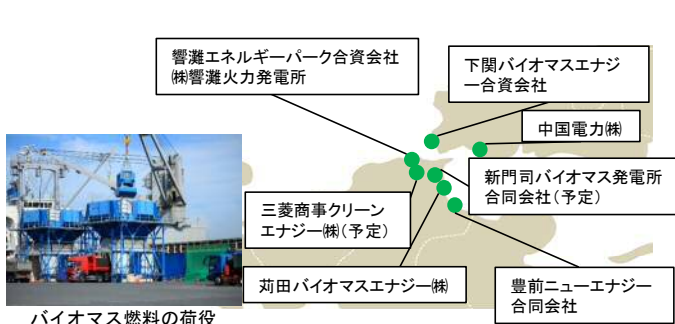 響灘エネルギーパーク合資会社
㈱響灘火力発電所
下関バイオマスエナジ
ー合資会社
中国電力㈱
新門司バイオマス発電所
合同会社(予定)
三菱商事クリーン
エナジー㈱(予定)
苅田バイオマスエナジー㈱
豊前ニューエナジー
合同会社
バイオマス燃料の荷役